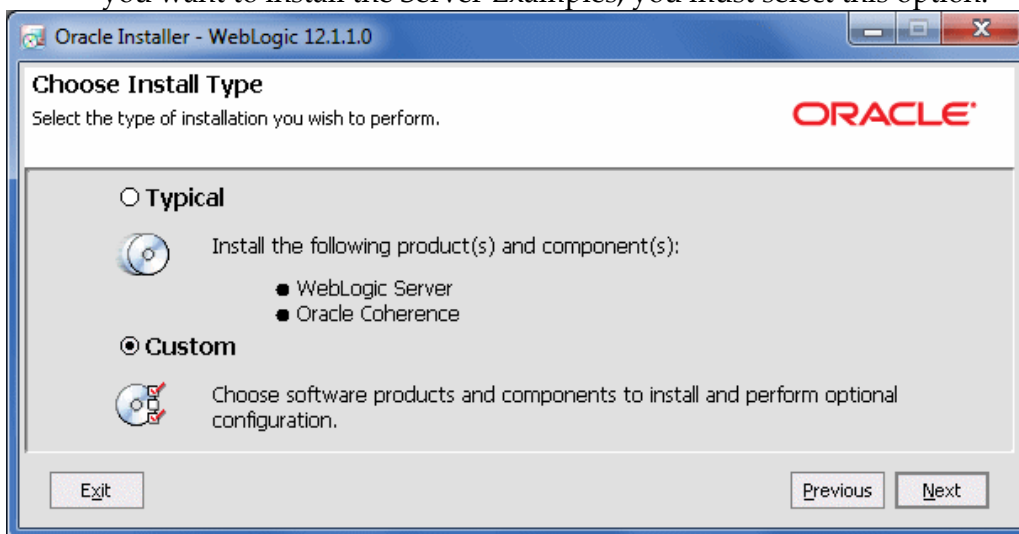 you want to install the Server Examples, you must select this option.
Oracle Installer - WebLogic 12.1.1.0
Choose Install Type
Select the type of installation you wish to perform.
ORACLE
Typical
Install the following product(s) and component(s):
WebLogic Server
Oracle Coherence
Custom
Choose software products and components to install and perform optional
configuration.
Exit
Previous
Next